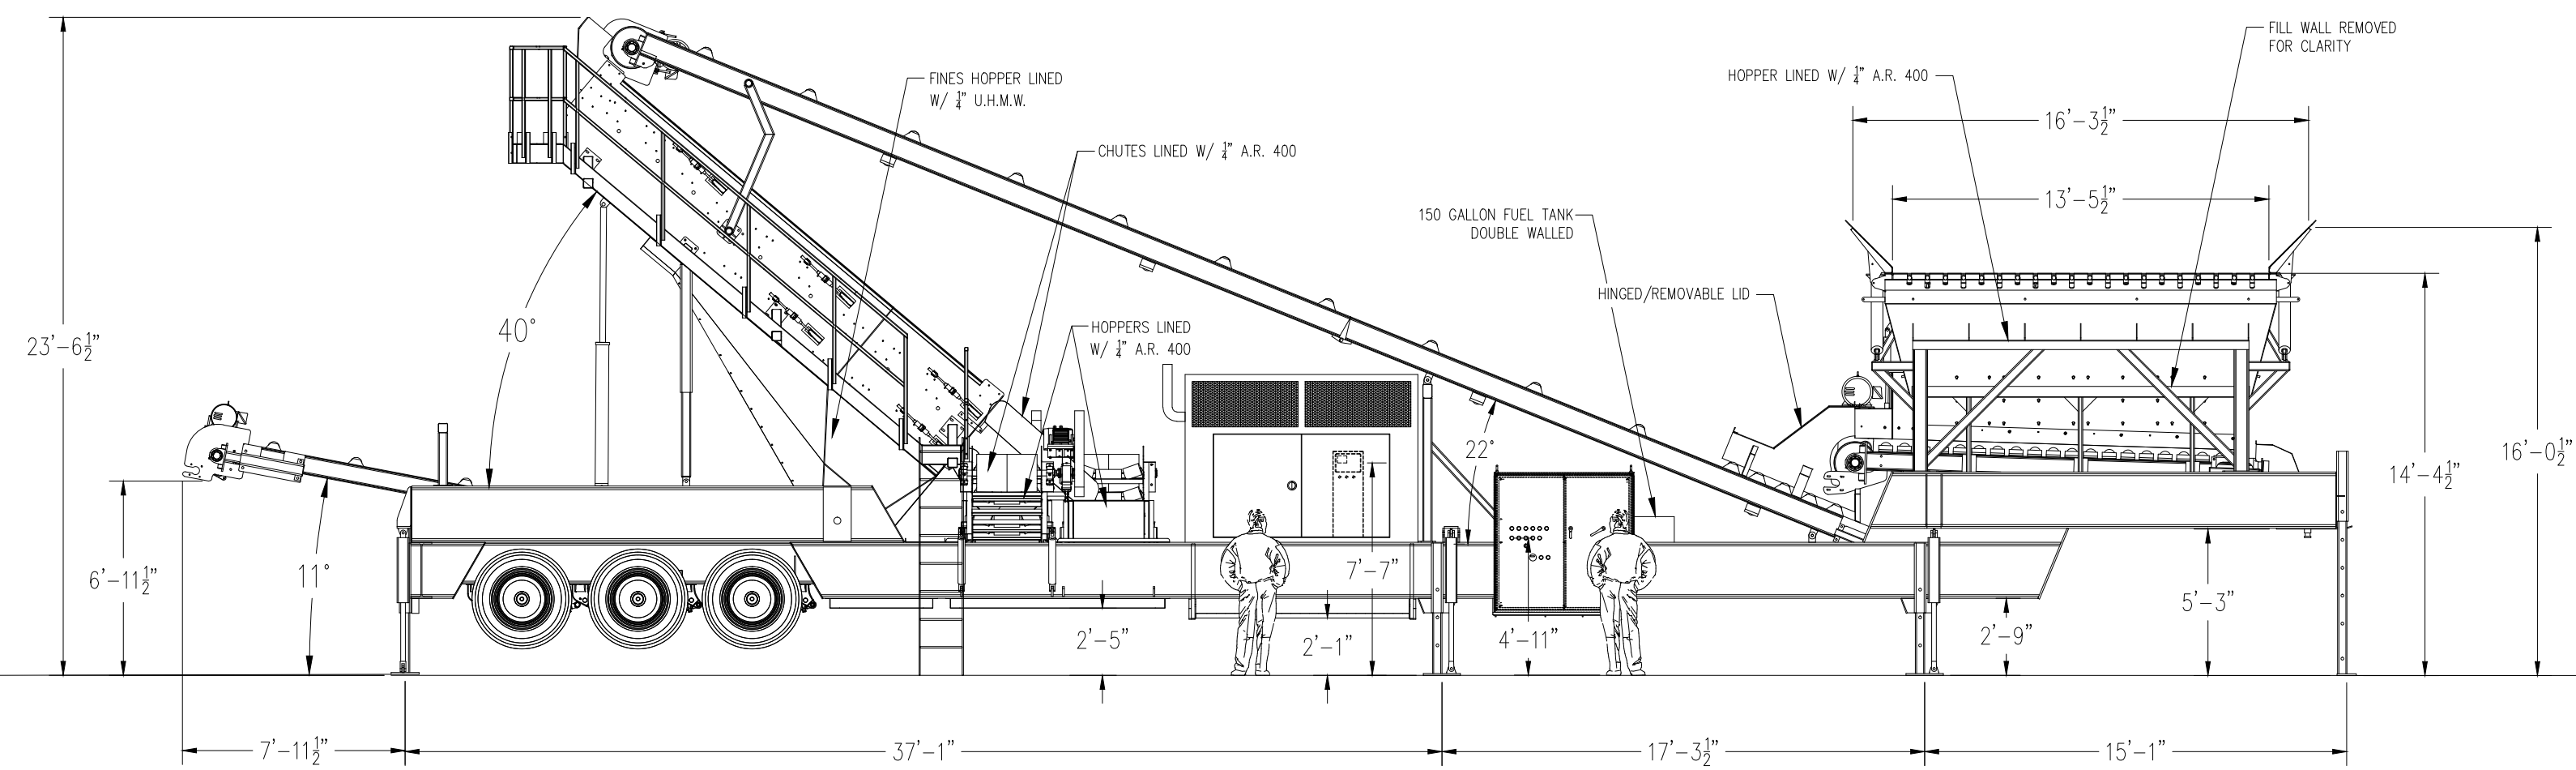 FILL WALL REMOVED
FOR CLARITY
HOPPER LINED W/ 1/4" A.R. 400
FINES HOPPER LINED
W/ 1/4" U.H.M.W.
16'-3 1/2"
CHUTES LINED W/ 1/4" A.R. 400
13'-5 1/2"
150 GALLON FUEL TANK
DOUBLE WALLED
HINGED/REMOVABLE LID
40°
HOPPERS LINED
W/ 1/4" A.R. 400
23'-6 1/2"
22°
16'-0 1/2"
14'-4 1/2"
6'-11 1/2"
11°
7'-7"
5'-3"
2'-5"
2'-1"
4'-11"
2'-9"
7'-11 1/2"
37'-1"
17'-3 1/2"
15'-1"